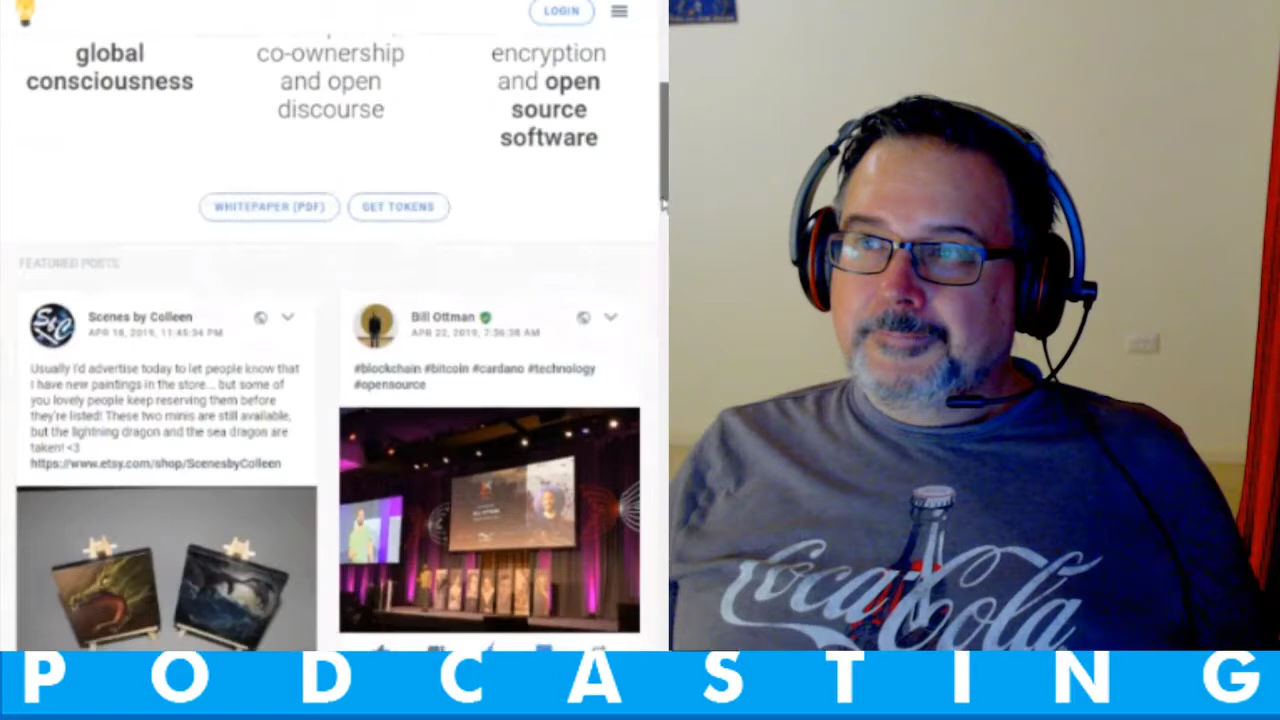 LOGIN
global
consciousness
co-ownership
and open
discourse
encryption
and open
source
software
WHITEPAPER (PDF)
GET TOKENS
FEATURED POSTS
Scenes by Colleen
APR 18, 2019, 11:45:34 PM
Usually I'd advertise today to let people know that
I have new paintings in the store... but some of
you lovely people keep reserving them before
they're listed! These two minis are still available,
but the lightning dragon and the sea dragon are
taken! <3
https://www.etsy.com/shop/ScenesbyColleen
Bill Ottman
APR 22, 2019, 7:36:38 AM
#blockchain #bitcoin #cardano #technology
#opensource
Coca-Cola
PODCASTING